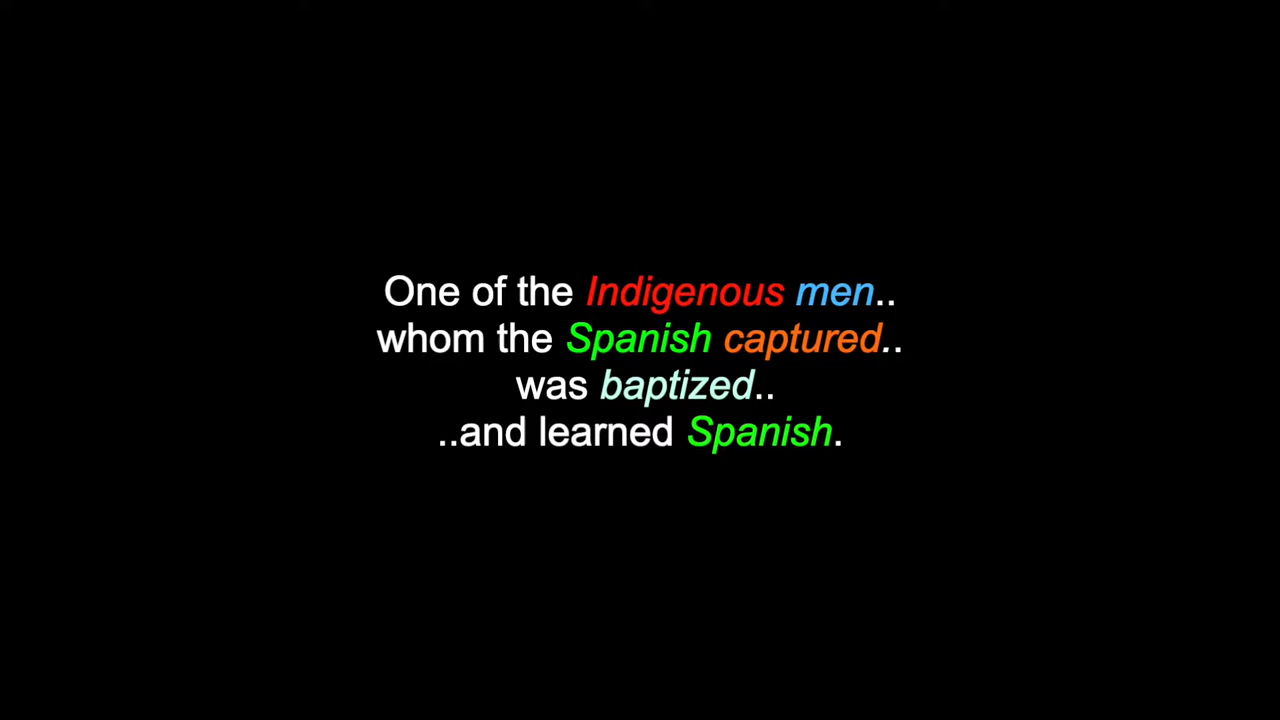 One of the Indigenous men..
whom the Spanish captured..
was baptized..
..and learned Spanish.